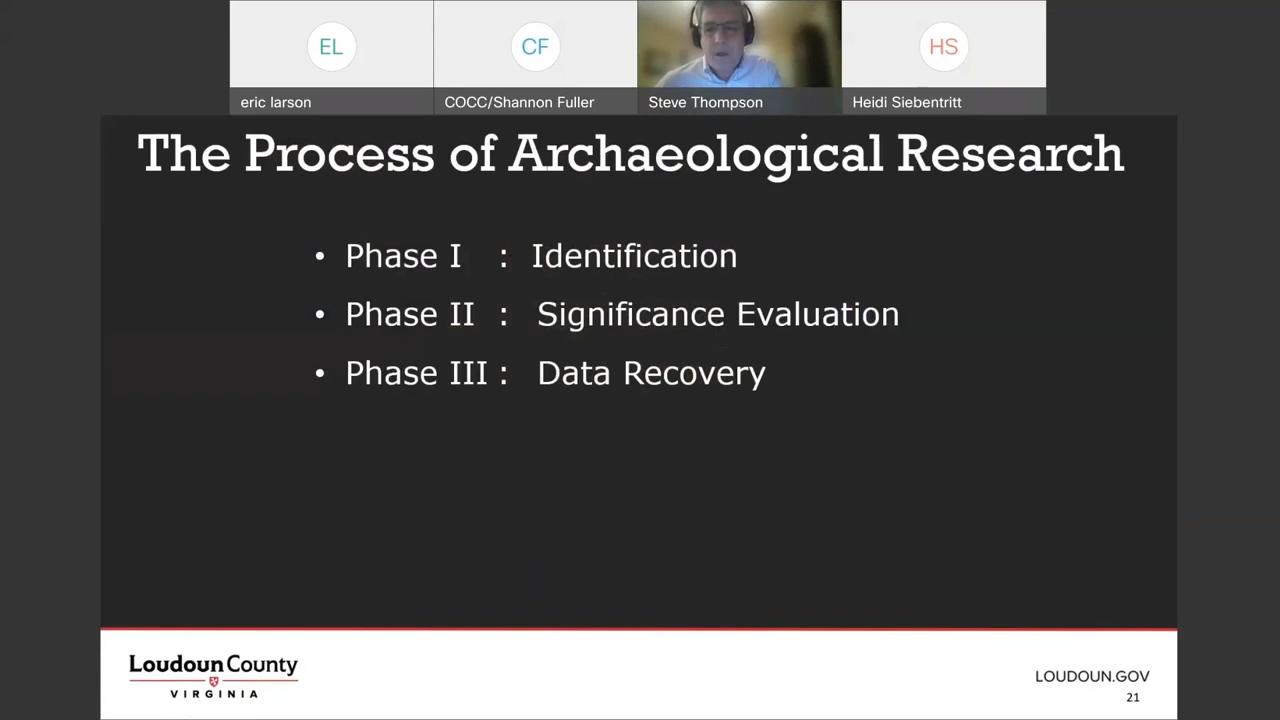 EL
CF
HS
eric larson
COCC/Shannon Fuller
Steve Thompson
Heidi Siebentritt
The Process of Archaeological Research
• Phase I : Identification
• Phase II : Significance Evaluation
• Phase III : Data Recovery
Loudoun County
VIRGINIA
LOUDOUN.GOV
21